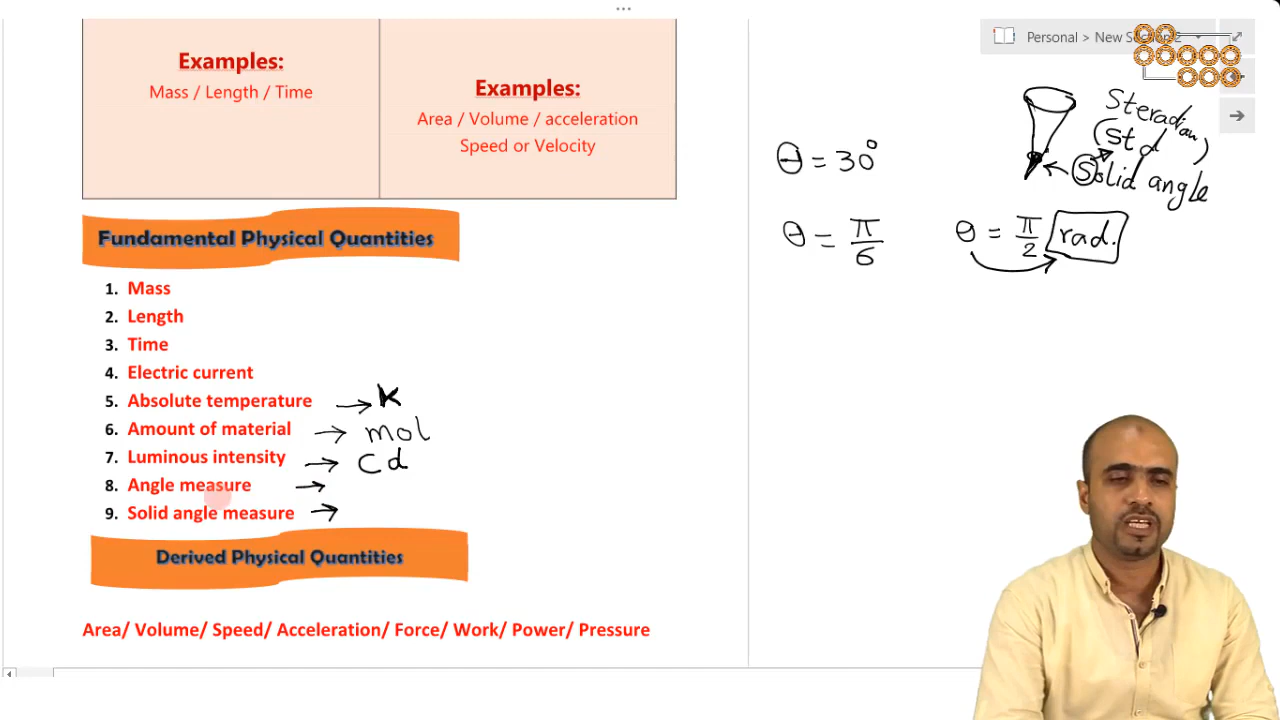 Examples:
Mass / Length / Time
Examples:
Area / Volume / acceleration
Speed or Velocity
Fundamental Physical Quantities
1. Mass
2. Length
3. Time
4. Electric current
5. Absolute temperature → K
6. Amount of material → mol
7. Luminous intensity → Cd
8. Angle measure →
9. Solid angle measure →
Derived Physical Quantities
Area/ Volume/ Speed/ Acceleration/ Force/ Work/ Power/ Pressure
Personal > New Section 2
Steradian
(std)
Solid angle
θ = 30°
θ = π/6
θ = π/2 rad.